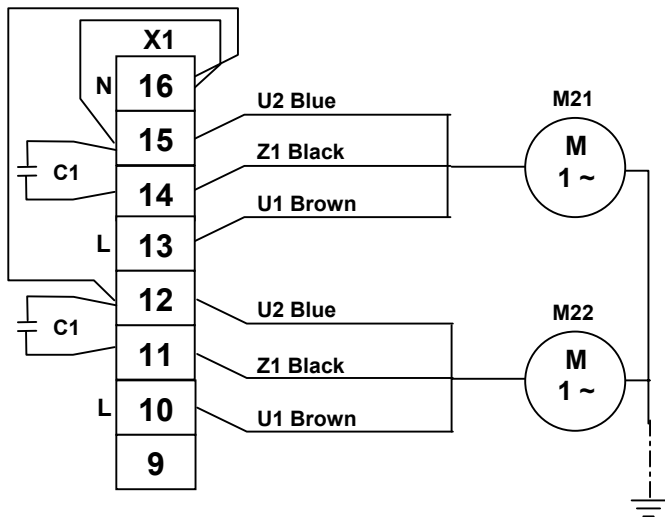 X1
N 16
15 U2 Blue
M21
C1
14 Z1 Black
M
1 ~
L 13 U1 Brown
12 U2 Blue
M22
C1
11 Z1 Black
M
1 ~
L 10 U1 Brown
9